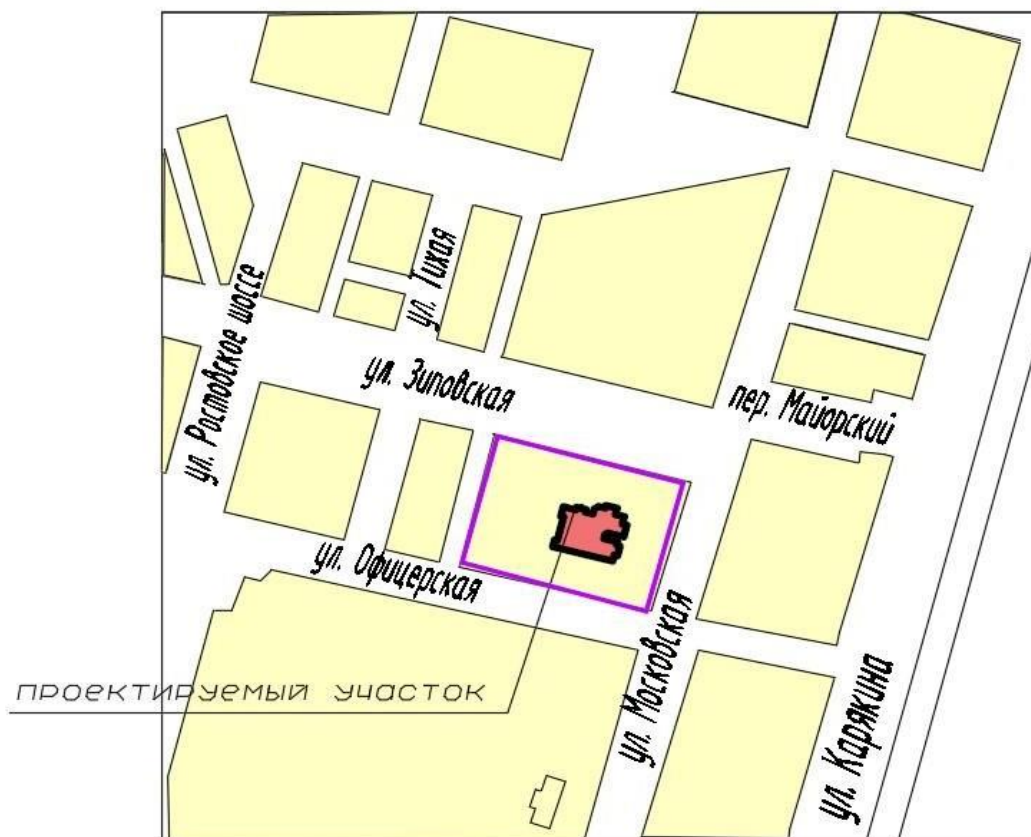 ул. Тихая
ул. Ростовское шоссе
ул. Зиповская
пер. Майорский
ул. Офицерская
ул. Московская
ул. Карякина
проектируемый участок